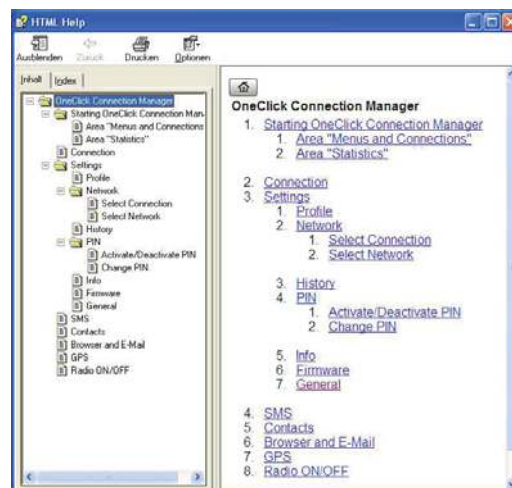 HTML Help
Ausblenden Zurück Drucken Optionen
Inhalt Index
OneClick Connection Manager
Starting OneClick Connection Man
Area "Menus and Connections
Area "Statistics"
Connection
Settings
Profile
Network
Select Connection
Select Network
History
PIN
Activate/Deactivate PIN
Change PIN
Info
Firmware
General
SMS
Contacts
Browser and E-Mail
GPS
Radio ON/OFF
OneClick Connection Manager
1. Starting OneClick Connection Manager
1. Area "Menus and Connections"
2. Area "Statistics"
2. Connection
3. Settings
1. Profile
2. Network
1. Select Connection
2. Select Network
3. History
4. PIN
1. Activate/Deactivate PIN
2. Change PIN
5. Info
6. Firmware
7. General
4. SMS
5. Contacts
6. Browser and E-Mail
7. GPS
8. Radio ON/OFF